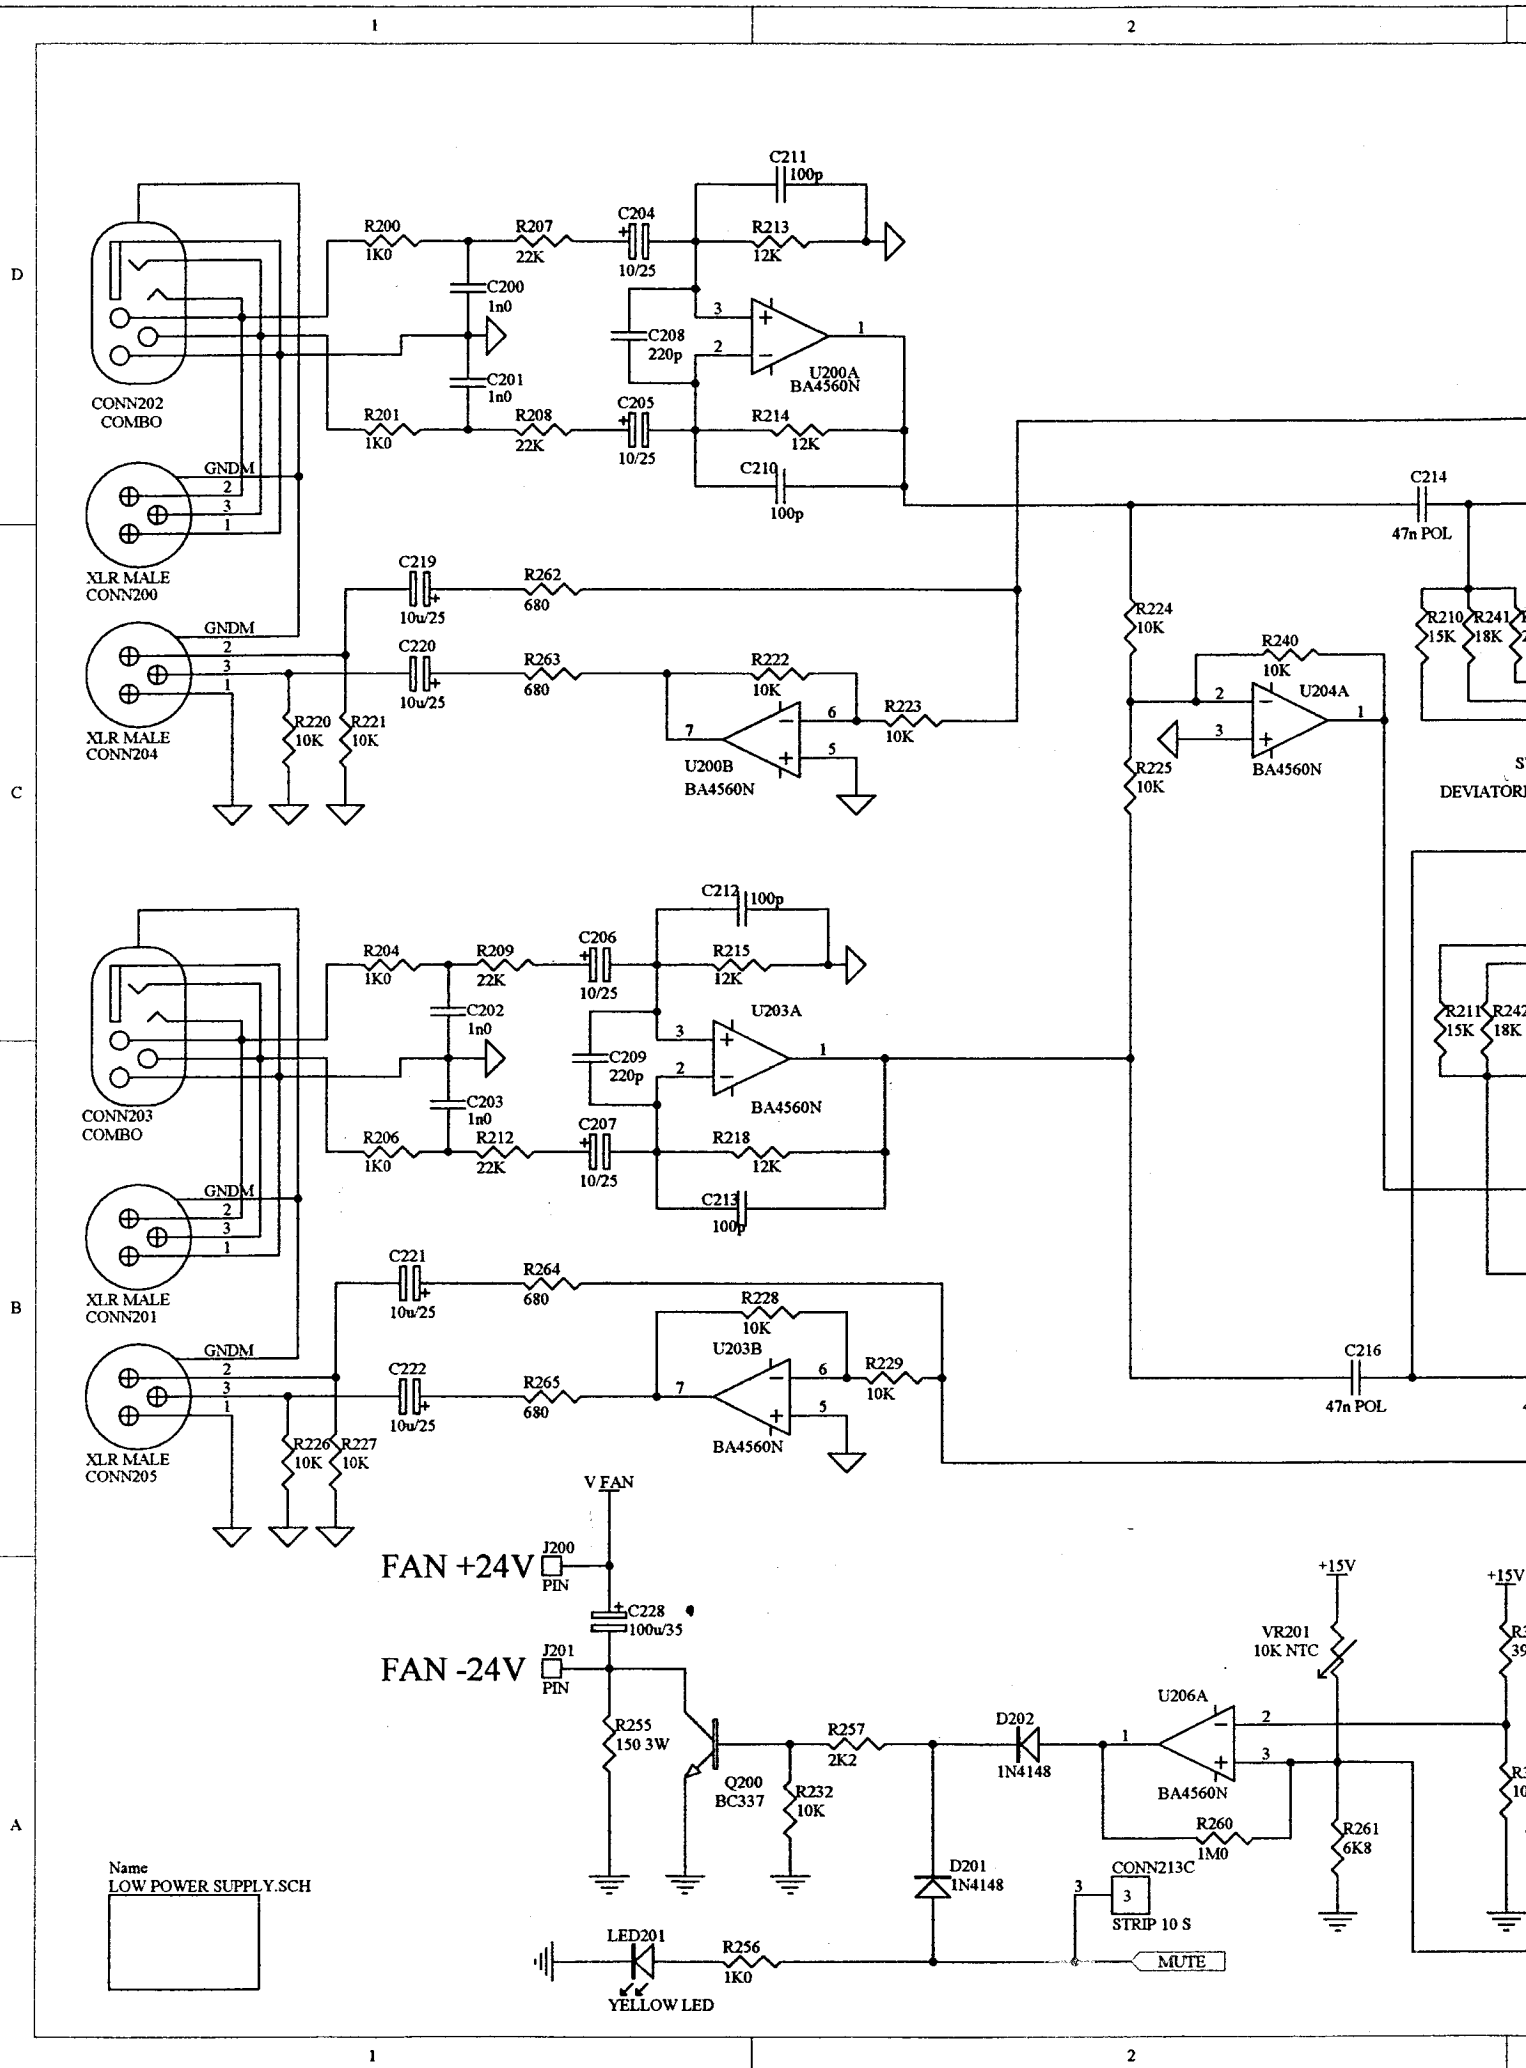 1
2
D
C211
100p
R200
1K0
R207
22K
C204
+
10/25
R213
12K
C200
1n0
C208
220p
3
+
2
−
1
U200A
BA4560N
C201
1n0
CONN202
COMBO
R201
1K0
R208
22K
C205
+
10/25
R214
12K
C210
100p
GNDM
2
3
1
XLR MALE
CONN200
C214
47n POL
C219
+
10u/25
R262
680
GNDM
2
3
1
C220
+
10u/25
R263
680
R222
10K
R224
10K
R210
15K
R241
18K
R240
10K
U204A
2
−
3
+
1
BA4560N
R220
10K
R221
10K
XLR MALE
CONN204
7
−
6
+
5
U200B
BA4560N
R223
10K
R225
10K
C
DEVIATORI
C212
100p
R204
1K0
R209
22K
C206
+
10/25
R215
12K
C202
1n0
U203A
C209
220p
3
+
2
−
1
BA4560N
R211
15K
R242
18K
C203
1n0
CONN203
COMBO
R206
1K0
R212
22K
C207
+
10/25
R218
12K
C213
100p
GNDM
2
3
1
XLR MALE
CONN201
B
C221
+
10u/25
R264
680
R228
10K
U203B
GNDM
2
3
1
C222
+
10u/25
R265
680
7
−
6
+
5
BA4560N
R229
10K
C216
47n POL
XLR MALE
CONN205
R226
10K
R227
10K
V FAN
FAN +24V
J200
PIN
+
C228
100u/35
FAN -24V
J201
PIN
+15V
+15V
VR201
10K NTC
R255
150 3W
Q200
BC337
R257
2K2
R232
10K
D202
1N4148
U206A
1
−
2
+
3
BA4560N
R260
1M0
R261
6K8
A
D201
1N4148
CONN213C
3
3
STRIP 10 S
MUTE
Name
LOW POWER SUPPLY.SCH
LED201
YELLOW LED
R256
1K0
1
2